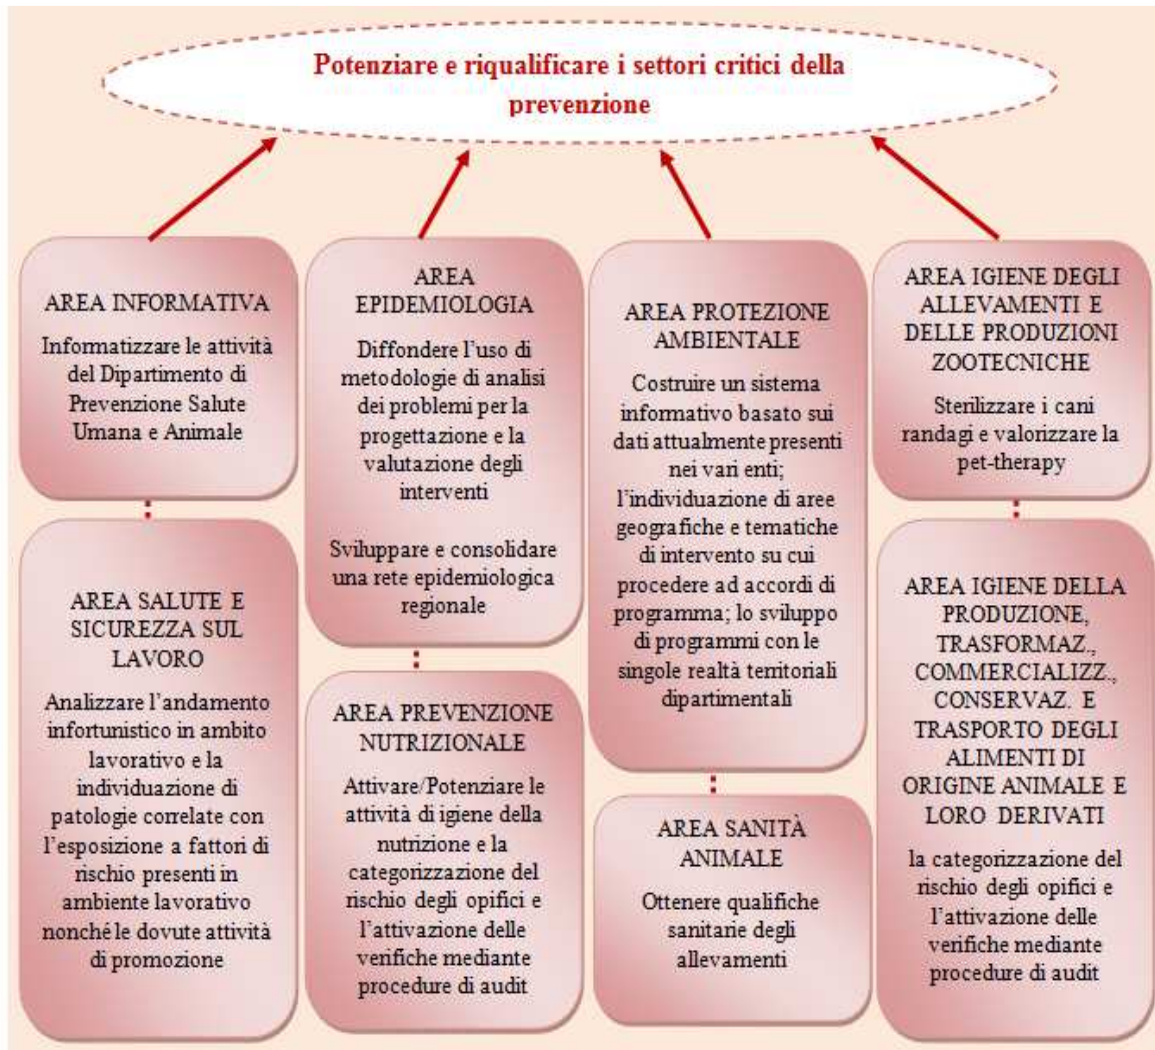 Potenziare e riqualificare i settori critici della
prevenzione
AREA INFORMATIVA
Informatizzare le attività
del Dipartimento di
Prevenzione Salute
Umana e Animale
AREA SALUTE E
SICUREZZA SUL
LAVORO
Analizzare l’andamento
infortunistico in ambito
lavorativo e la
individuazione di
patologie correlate con
l’esposizione a fattori di
rischio presenti in
ambiente lavorativo
nonché le dovute attività
di promozione
AREA
EPIDEMIOLOGIA
Diffondere l’uso di
metodologie di analisi
dei problemi per la
progettazione e la
valutazione degli
interventi
Sviluppare e consolidare
una rete epidemiologica
regionale
AREA PREVENZIONE
NUTRIZIONALE
Attivare/Potenziare le
attività di igiene della
nutrizione e la
categorizzazione del
rischio degli opifici e
l’attivazione delle
verifiche mediante
procedure di audit
AREA PROTEZIONE
AMBIENTALE
Costruire un sistema
informativo basato sui
dati attualmente presenti
nei vari enti;
l’individuazione di aree
geografiche e tematiche
di intervento su cui
procedere ad accordi di
programma; lo sviluppo
di programmi con le
singole realtà territoriali
dipartimentali
AREA SANITÀ
ANIMALE
Ottenere qualifiche
sanitarie degli
allevamenti
AREA IGIENE DEGLI
ALLEVAMENTI E
DELLE PRODUZIONI
ZOOTECNICHE
Sterilizzare i cani
randagi e valorizzare la
pet-therapy
AREA IGIENE DELLA
PRODUZIONE,
TRASFORMAZ.,
COMMERCIALIZZ.,
CONSERVAZ. E
TRASPORTO DEGLI
ALIMENTI DI
ORIGINE ANIMALE E
LORO DERIVATI
la categorizzazione del
rischio degli opifici e
l’attivazione delle
verifiche mediante
procedure di audit